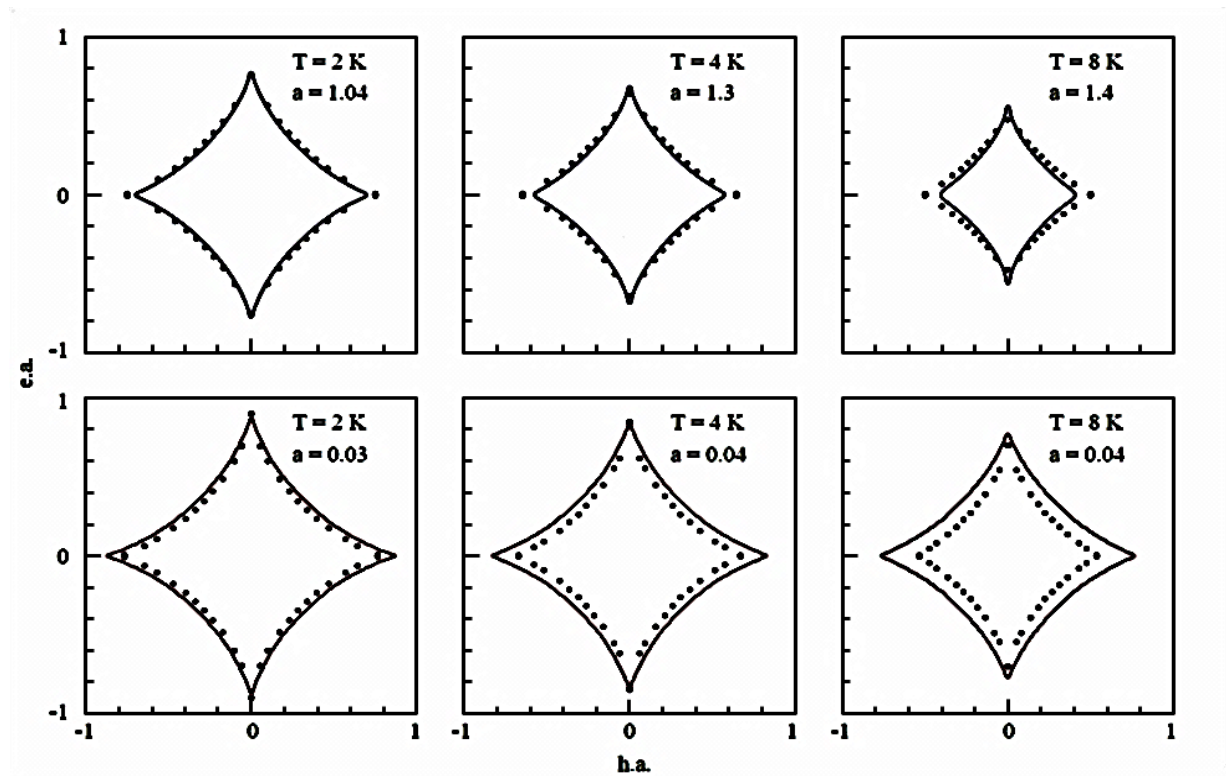 1
T = 2 K
a = 1.04
T = 4 K
a = 1.3
T = 8 K
a = 1.4
0
-1
e.a.
1
T = 2 K
a = 0.03
T = 4 K
a = 0.04
T = 8 K
a = 0.04
0
-1
-1 0 1 -1 0 1 -1 0 1
h.a.